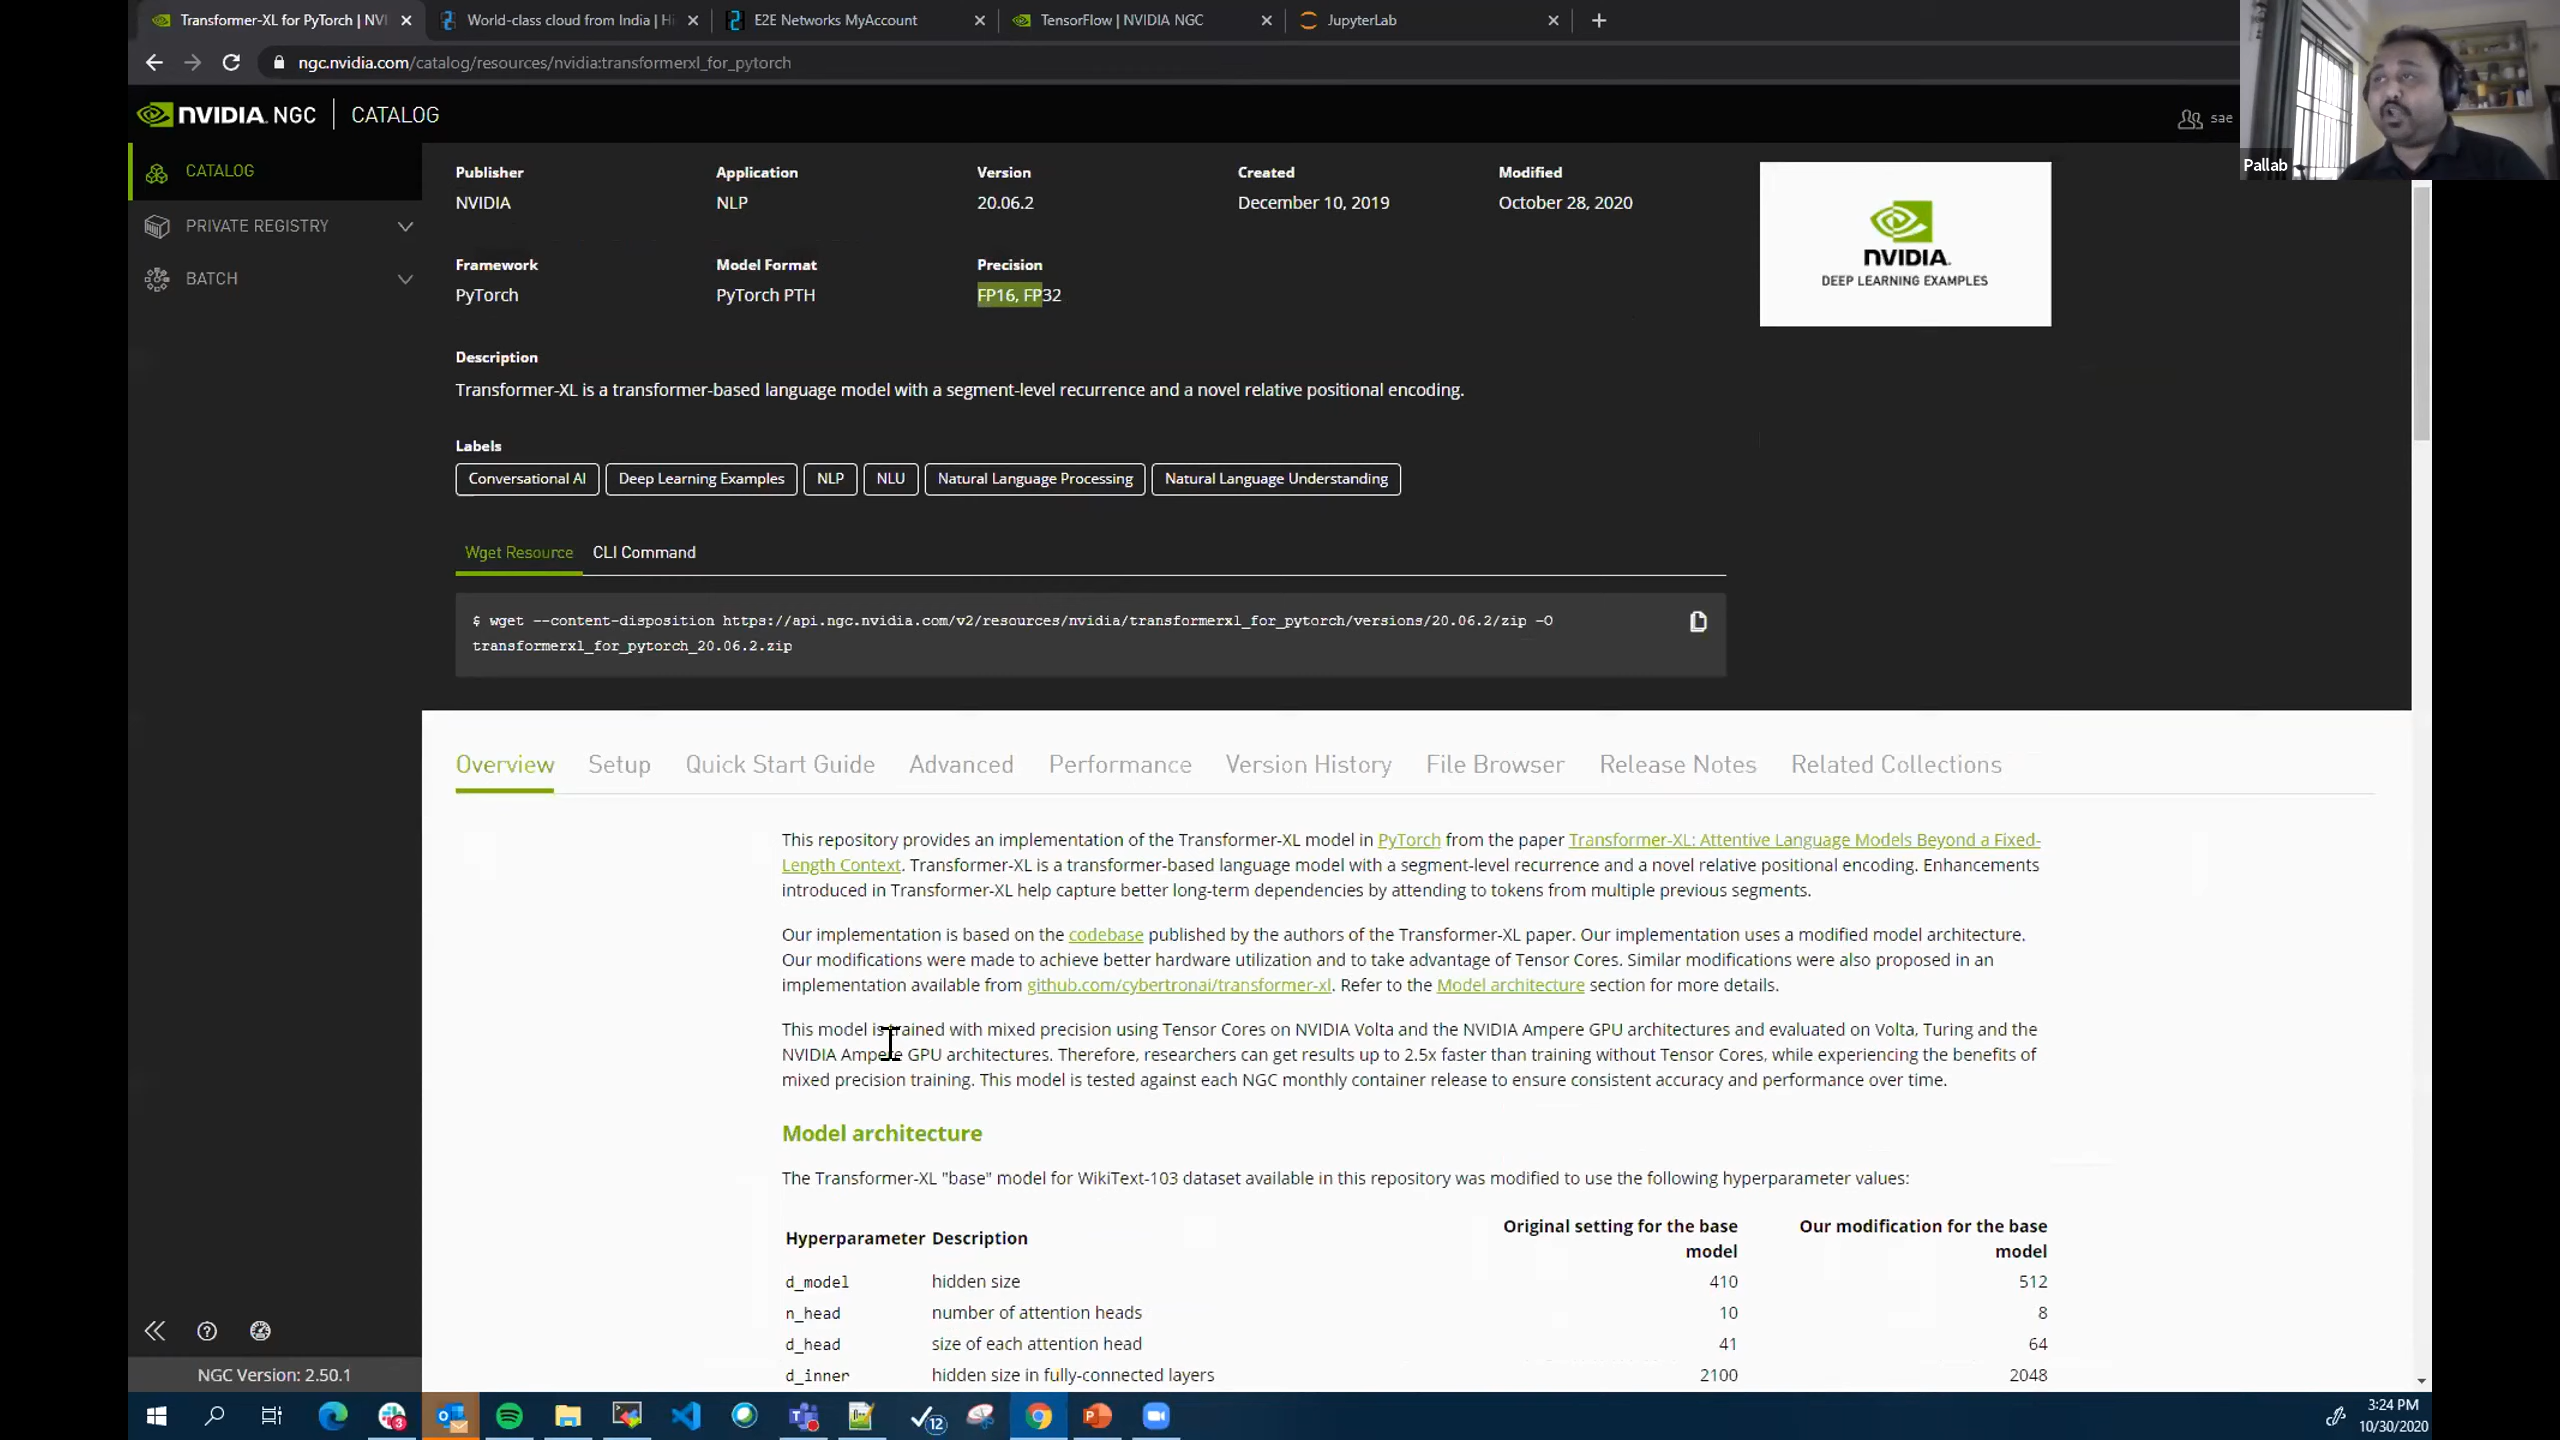 Transformer-XL for PyTorch | NVI
World-class cloud from India | Hi
E2E Networks MyAccount
TensorFlow | NVIDIA NGC
JupyterLab
ngc.nvidia.com/catalog/resources/nvidia:transformerxl_for_pytorch
NVIDIA. NGC
CATALOG
sae
Pallab
CATALOG
PRIVATE REGISTRY
BATCH
Publisher Application Version Created Modified
NVIDIA NLP 20.06.2 December 10, 2019 October 28, 2020
Framework Model Format Precision
PyTorch PyTorch PTH FP16, FP32
NVIDIA.
DEEP LEARNING EXAMPLES
Description
Transformer-XL is a transformer-based language model with a segment-level recurrence and a novel relative positional encoding.
Labels
Conversational AI Deep Learning Examples NLP NLU Natural Language Processing Natural Language Understanding
Wget Resource CLI Command
$ wget --content-disposition https://api.ngc.nvidia.com/v2/resources/nvidia/transformerxl_for_pytorch/versions/20.06.2/zip -O
transformerxl_for_pytorch_20.06.2.zip
Overview Setup Quick Start Guide Advanced Performance Version History File Browser Release Notes Related Collections
This repository provides an implementation of the Transformer-XL model in PyTorch from the paper Transformer-XL: Attentive Language Models Beyond a Fixed-
Length Context. Transformer-XL is a transformer-based language model with a segment-level recurrence and a novel relative positional encoding. Enhancements
introduced in Transformer-XL help capture better long-term dependencies by attending to tokens from multiple previous segments.
Our implementation is based on the codebase published by the authors of the Transformer-XL paper. Our implementation uses a modified model architecture.
Our modifications were made to achieve better hardware utilization and to take advantage of Tensor Cores. Similar modifications were also proposed in an
implementation available from github.com/cybertronai/transformer-xl. Refer to the Model architecture section for more details.
This model is trained with mixed precision using Tensor Cores on NVIDIA Volta and the NVIDIA Ampere GPU architectures and evaluated on Volta, Turing and the
NVIDIA Ampere GPU architectures. Therefore, researchers can get results up to 2.5x faster than training without Tensor Cores, while experiencing the benefits of
mixed precision training. This model is tested against each NGC monthly container release to ensure consistent accuracy and performance over time.
Model architecture
The Transformer-XL "base" model for WikiText-103 dataset available in this repository was modified to use the following hyperparameter values:
Hyperparameter Description Original setting for the base model Our modification for the base model
d_model hidden size 410 512
n_head number of attention heads 10 8
d_head size of each attention head 41 64
d_inner hidden size in fully-connected layers 2100 2048
NGC Version: 2.50.1
3
12
3:24 PM
10/30/2020